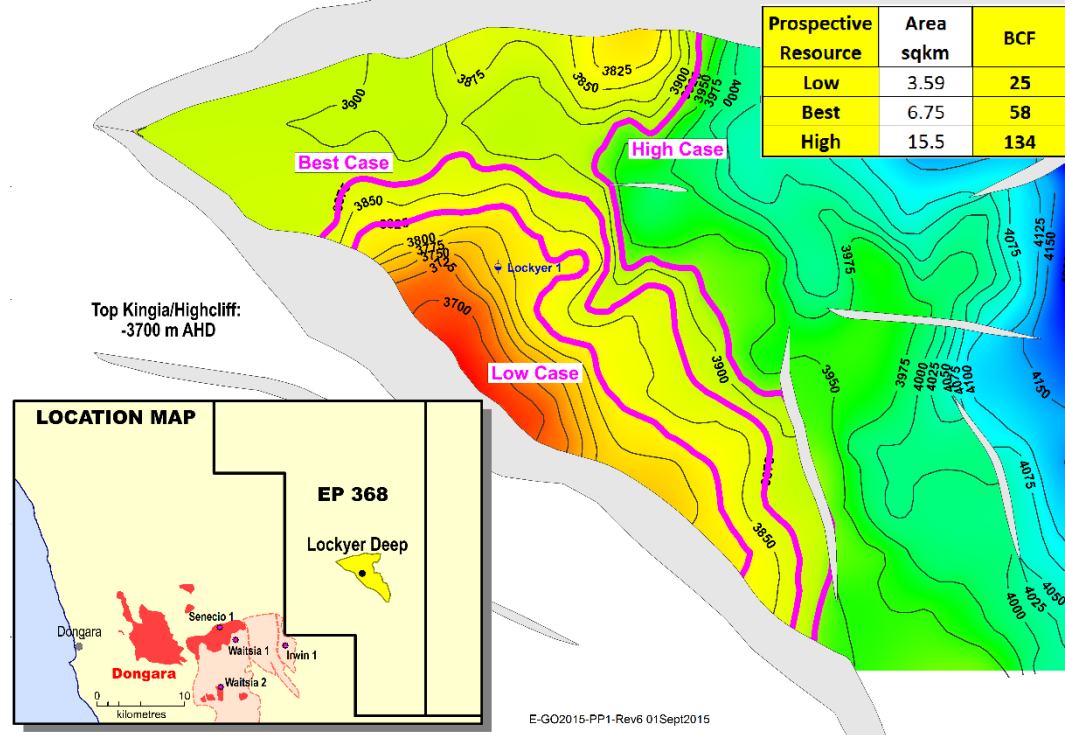 Prospective Resource
Area sqkm
BCF
Low
3.59
25
Best
6.75
58
High
15.5
134
3875
3825
3850
3900
3900
3950
3975
4000
3900
Best Case
High Case
3850
3800
3775
3750
3725
Lockyer 1
3700
Low Case
Top Kingia/Highcliff:
-3700 m AHD
3975
4075
4125
4150
3900
3950
3975
4000
4025
4050
4075
4100
4150
3850
4075
4050
4025
4000
LOCATION MAP
EP 368
Lockyer Deep
Senecio 1
Dongara
Waitsia 1
Irwin 1
Dongara
Waitsia 2
0 10
kilometres
E-GO2015-PP1-Rev6 01Sept2015